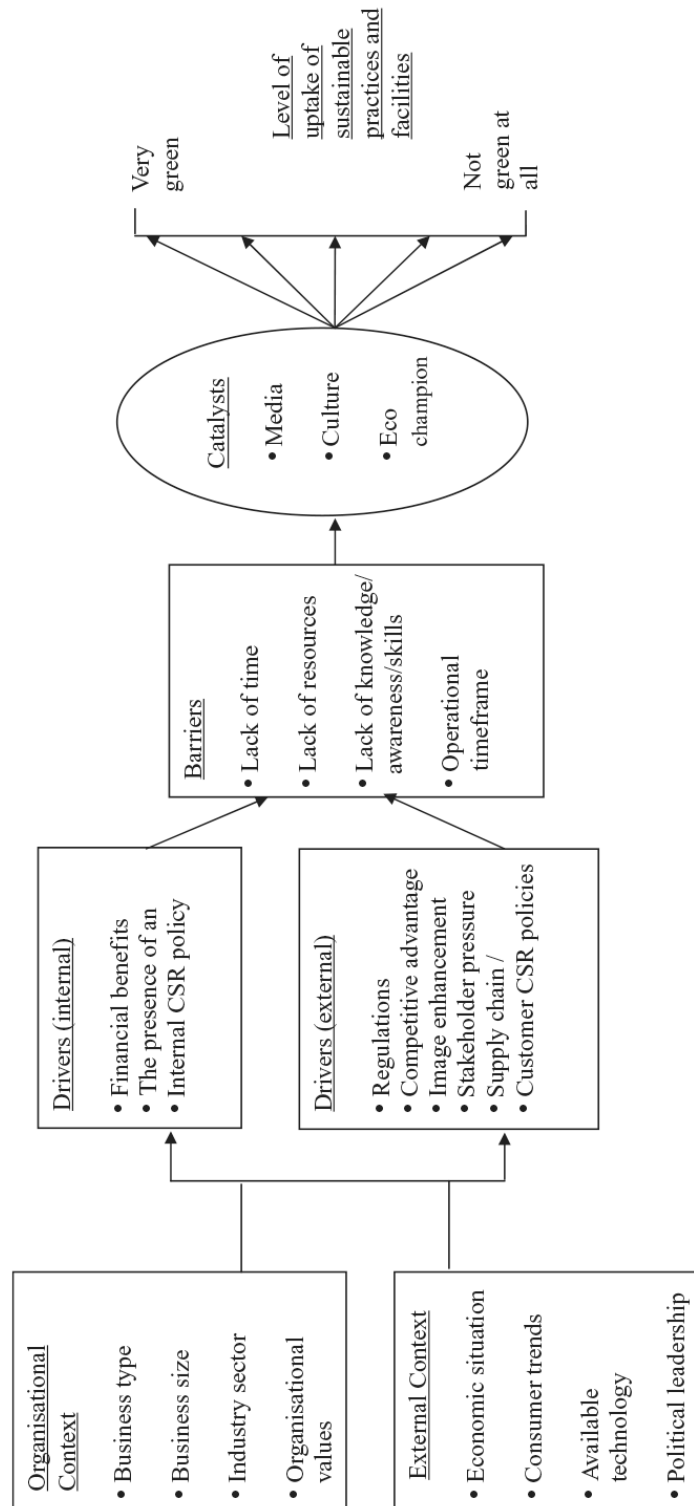 Organisational
Context
• Business type
• Business size
• Industry sector
• Organisational
values
External Context
• Economic situation
• Consumer trends
• Available
technology
• Political leadership
Drivers (internal)
• Financial benefits
• The presence of an
• Internal CSR policy
Drivers (external)
• Regulations
• Competitive advantage
• Image enhancement
• Stakeholder pressure
• Supply chain /
• Customer CSR policies
Barriers
• Lack of time
• Lack of resources
• Lack of knowledge/
awareness/skills
• Operational
timeframe
Catalysts
• Media
• Culture
• Eco
champion
Very
green
Level of
uptake of
sustainable
practices and
facilities
Not
green at
all